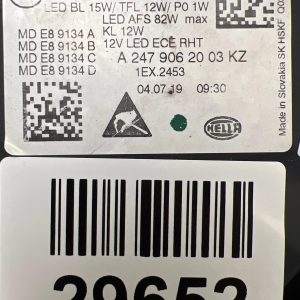 LED BL 15W/ TFL 12W/ P0 1W
LED AFS 82W max
MD E8 9134 A KL 12W
MD E8 9134 B 12V LED ECE RHT
MD E8 9134 C A 247 906 20 03 KZ
MD E8 9134 D 1EX.2453
04.07.19 09:30
HELLA
Made in Slovakia SK HSKF
29652